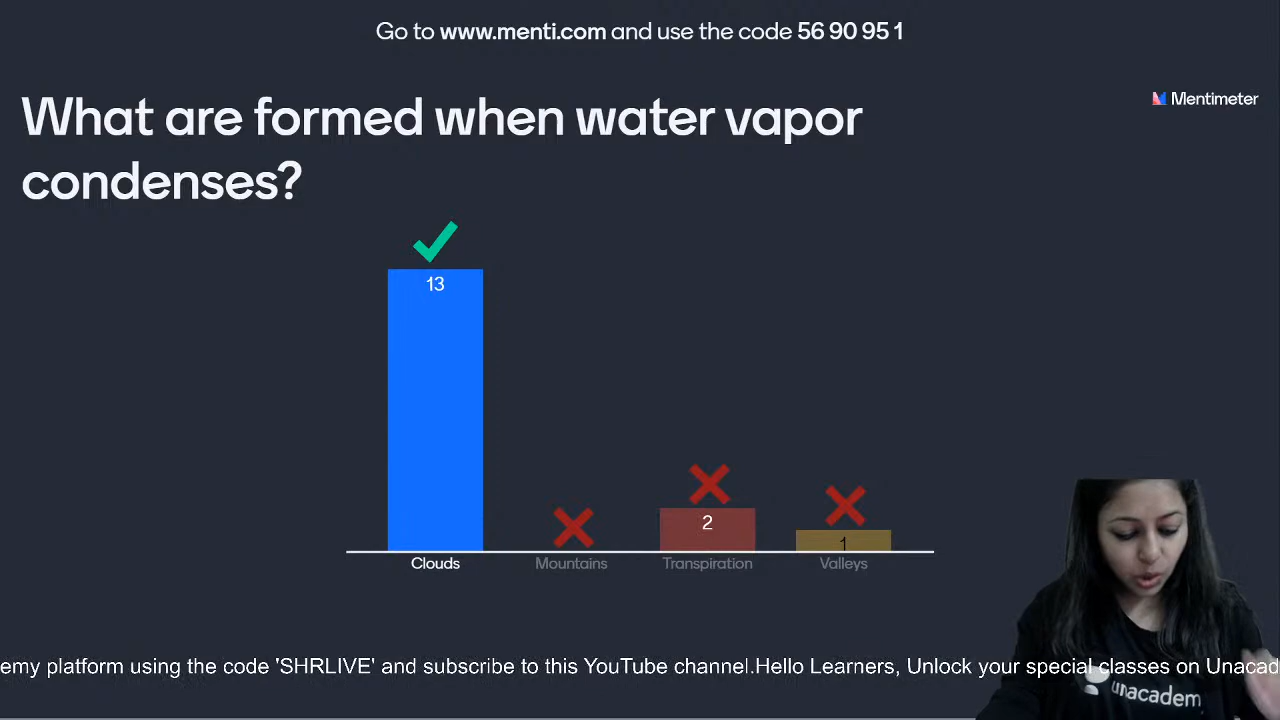 Go to www.menti.com and use the code 56 90 95 1
Mentimeter
What are formed when water vapor
condenses?
13
2
1
Clouds
Mountains
Transpiration
Valleys
emy platform using the code 'SHRLIVE' and subscribe to this YouTube channel.Hello Learners, Unlock your special classes on Unacad
unacadem